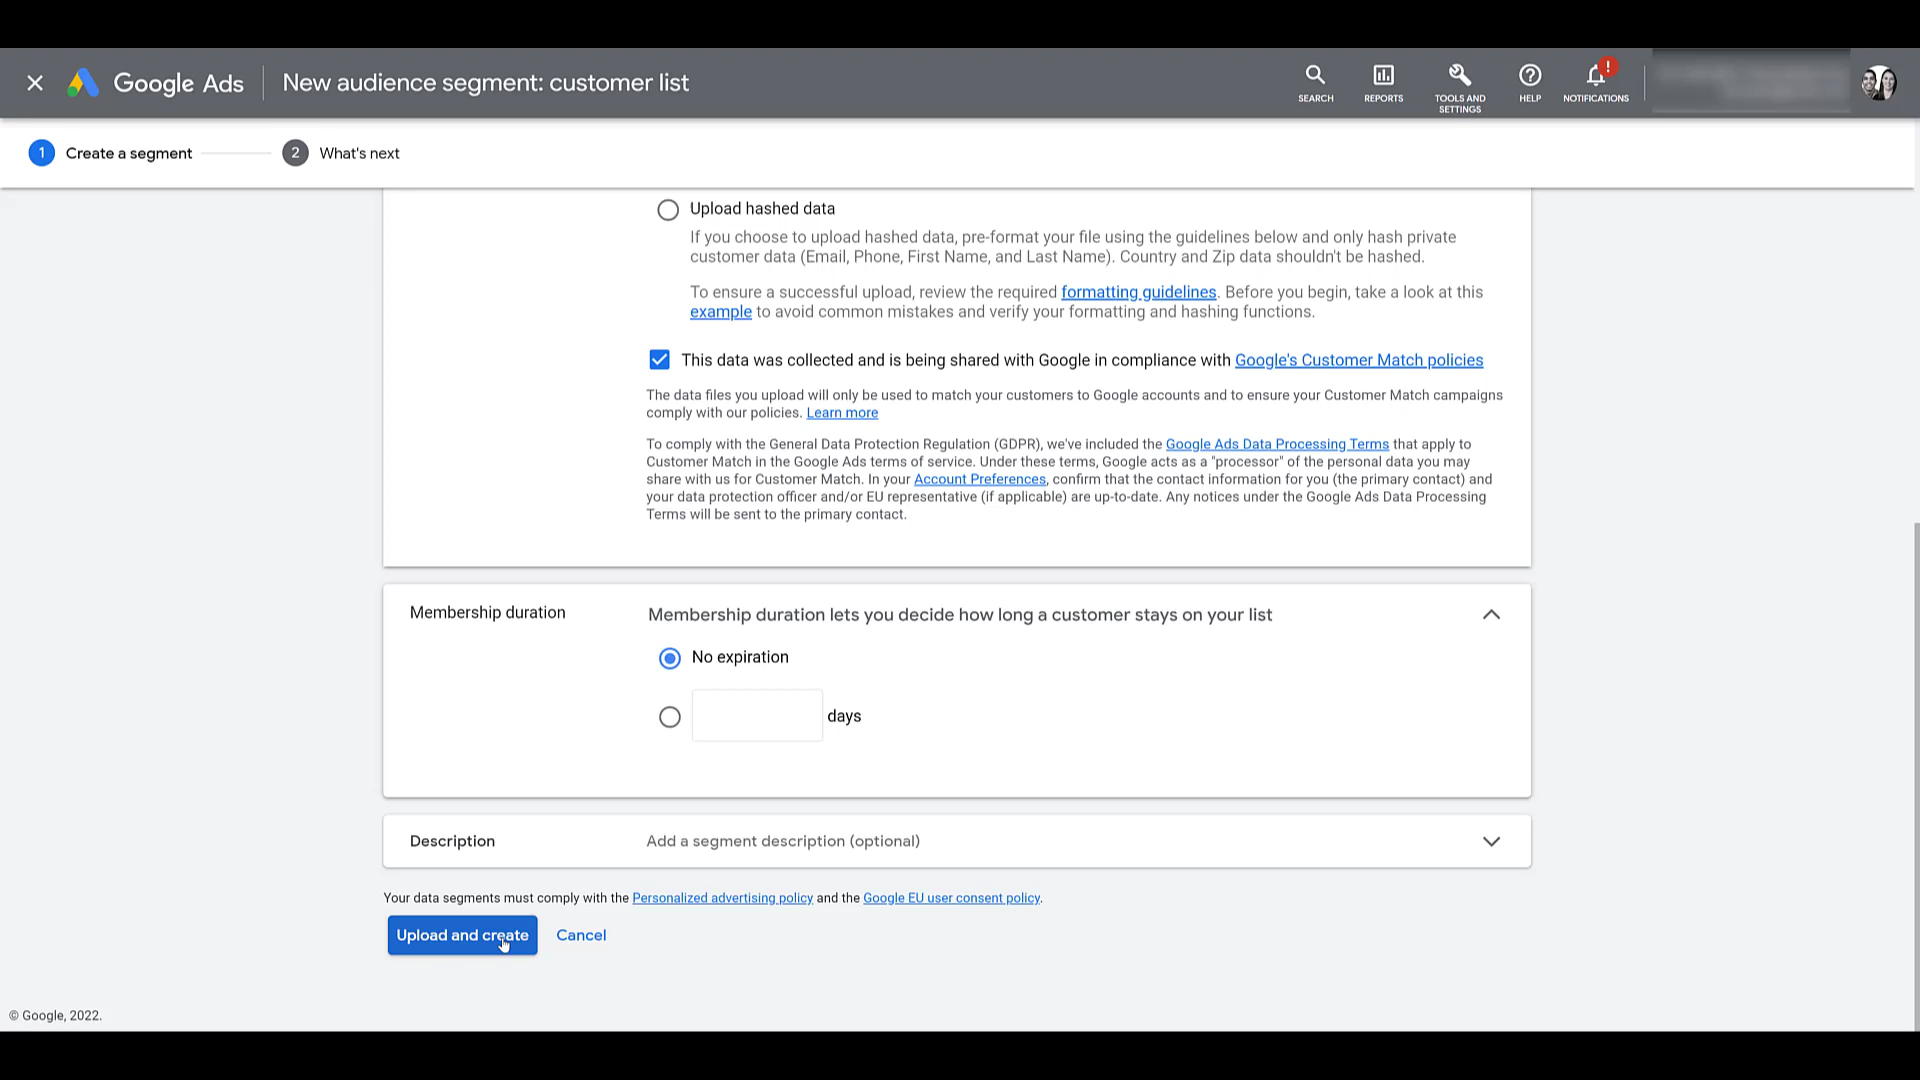 Google Ads
New audience segment: customer list
SEARCH
REPORTS
TOOLS AND
SETTINGS
HELP
!
NOTIFICATIONS
1 Create a segment
2 What's next
Upload hashed data
If you choose to upload hashed data, pre-format your file using the guidelines below and only hash private
customer data (Email, Phone, First Name, and Last Name). Country and Zip data shouldn't be hashed.
To ensure a successful upload, review the required formatting guidelines. Before you begin, take a look at this
example to avoid common mistakes and verify your formatting and hashing functions.
This data was collected and is being shared with Google in compliance with Google's Customer Match policies
The data files you upload will only be used to match your customers to Google accounts and to ensure your Customer Match campaigns
comply with our policies. Learn more
To comply with the General Data Protection Regulation (GDPR), we've included the Google Ads Data Processing Terms that apply to
Customer Match in the Google Ads terms of service. Under these terms, Google acts as a "processor" of the personal data you may
share with us for Customer Match. In your Account Preferences, confirm that the contact information for you (the primary contact) and
your data protection officer and/or EU representative (if applicable) are up-to-date. Any notices under the Google Ads Data Processing
Terms will be sent to the primary contact.
Membership duration
Membership duration lets you decide how long a customer stays on your list
No expiration
days
Description
Add a segment description (optional)
Your data segments must comply with the Personalized advertising policy and the Google EU user consent policy.
Upload and create
Cancel
© Google, 2022.